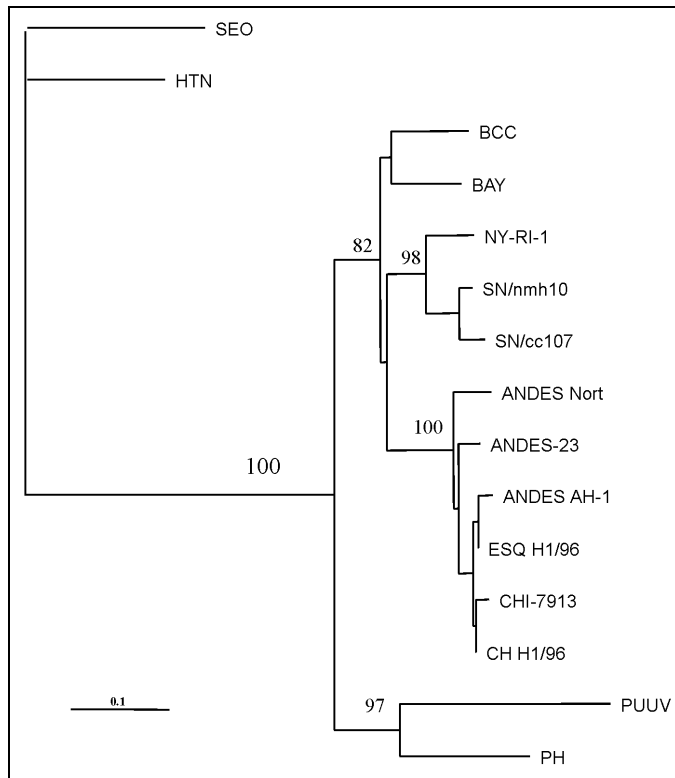 SEO
HTN
BCC
BAY
82
NY-RI-1
98
SN/nmh10
SN/cc107
ANDES Nort
100
ANDES-23
100
ANDES AH-1
ESQ H1/96
CHI-7913
CH H1/96
97
PUUV
0.1
PH